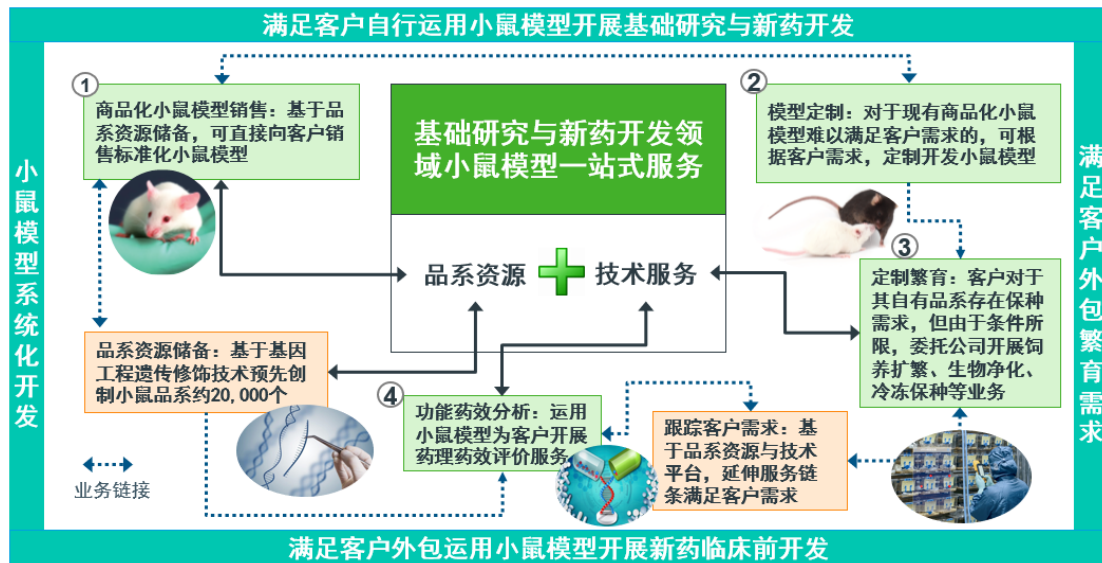 满足客户自行运用小鼠模型开展基础研究与新药开发
①
商品化小鼠模型销售：基于品
系资源储备，可直接向客户销
售标准化小鼠模型
基础研究与新药开发领
域小鼠模型一站式服务
②
模型定制：对于现有商品化小鼠
模型难以满足客户需求的，可根
据客户需求，定制开发小鼠模型
小鼠模型系统化开发
满足客户外包繁育需求
品系资源
技术服务
③
定制繁育：客户对于
其自有品系存在保种
需求，但由于条件所
限，委托公司开展饲
养扩繁、生物净化、
冷冻保种等业务
品系资源储备：基于基因
工程遗传修饰技术预先创
制小鼠品系约20,000个
④
功能药效分析：运用
小鼠模型为客户开展
药理药效评价服务
跟踪客户需求：基
于品系资源与技术
平台，延伸服务链
条满足客户需求
业务链接
满足客户外包运用小鼠模型开展新药临床前开发